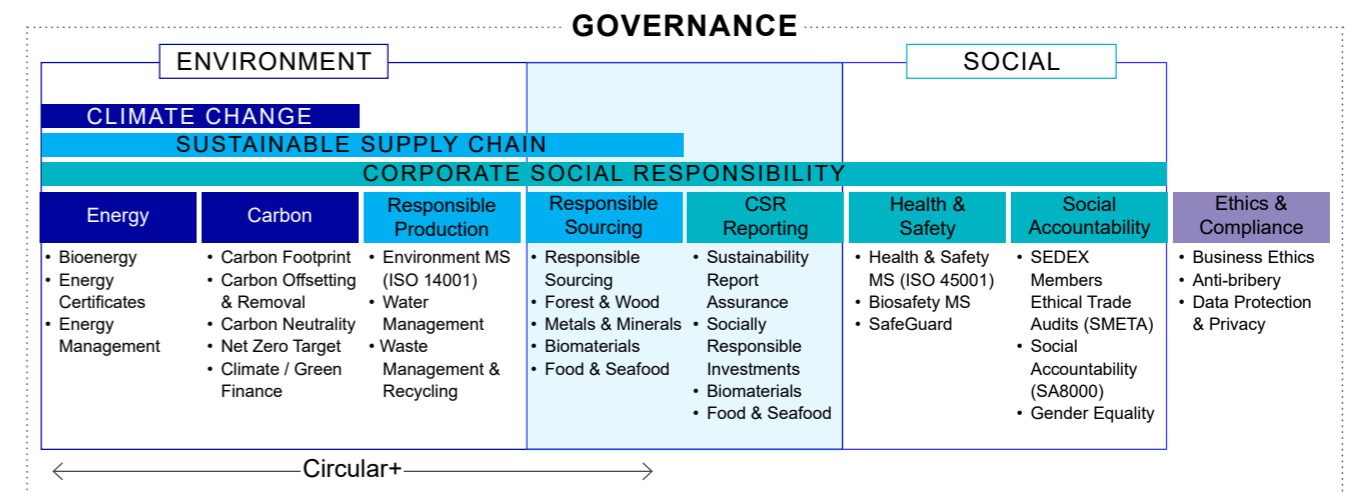 GOVERNANCE
ENVIRONMENT
SOCIAL
CLIMATE CHANGE
SUSTAINABLE SUPPLY CHAIN
CORPORATE SOCIAL RESPONSIBILITY
Energy
• Bioenergy
• Energy
Certificates
• Energy
Management
Carbon
• Carbon Footprint
• Carbon Offsetting
& Removal
• Carbon Neutrality
• Net Zero Target
• Climate / Green
Finance
Responsible
Production
• Environment MS
(ISO 14001)
• Water
Management
• Waste
Management &
Recycling
Responsible
Sourcing
• Responsible
Sourcing
• Forest & Wood
• Metals & Minerals
• Biomaterials
• Food & Seafood
CSR
Reporting
• Sustainability
Report
Assurance
• Socially
Responsible
Investments
• Biomaterials
• Food & Seafood
Health &
Safety
• Health & Safety
MS (ISO 45001)
• Biosafety MS
• SafeGuard
Social
Accountability
• SEDEX
Members
Ethical Trade
Audits (SMETA)
• Social
Accountability
(SA8000)
• Gender Equality
Ethics &
Compliance
• Business Ethics
• Anti-bribery
• Data Protection
& Privacy
Circular+